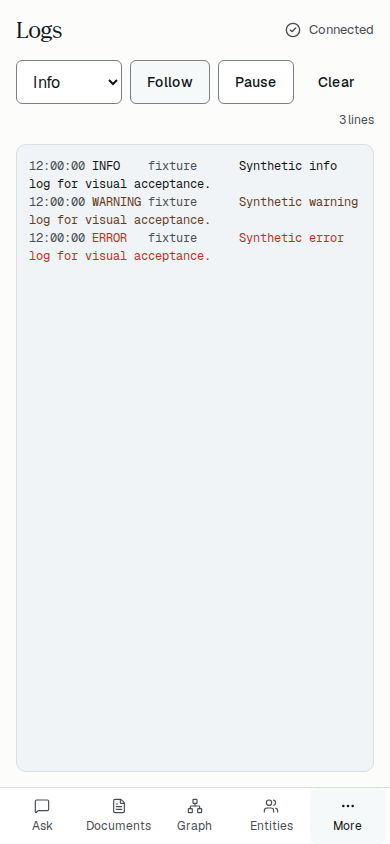 Logs
Connected
Info
Follow
Pause
Clear
3 lines
12:00:00 INFO fixture Synthetic info
log for visual acceptance.
12:00:00 WARNING fixture Synthetic warning
log for visual acceptance.
12:00:00 ERROR fixture Synthetic error
log for visual acceptance.
Ask
Documents
Graph
Entities
More